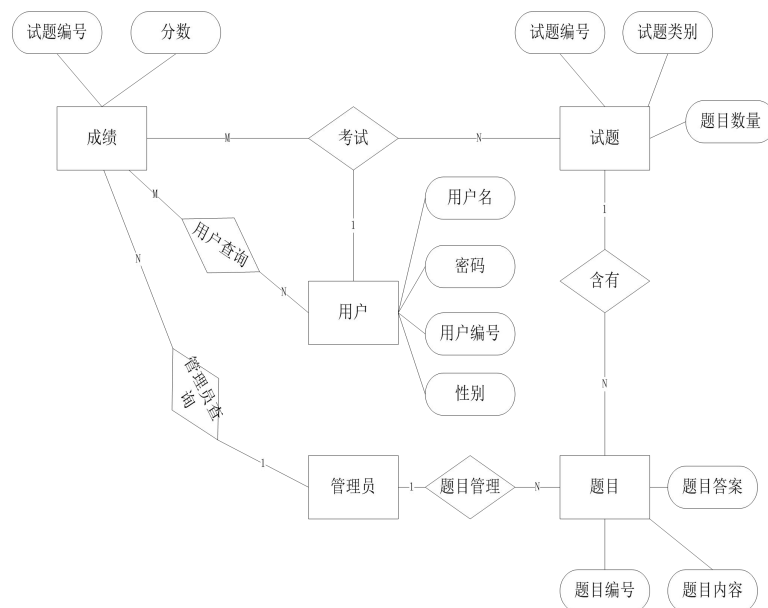 试题编号
分数
试题编号
试题类别
成绩
M
考试
N
试题
题目数量
M
用户查询
N
1
用户名
密码
用户编号
性别
用户
1
含有
N
N
管理员查
询
1
管理员
1
题目管理
N
题目
题目答案
题目编号
题目内容